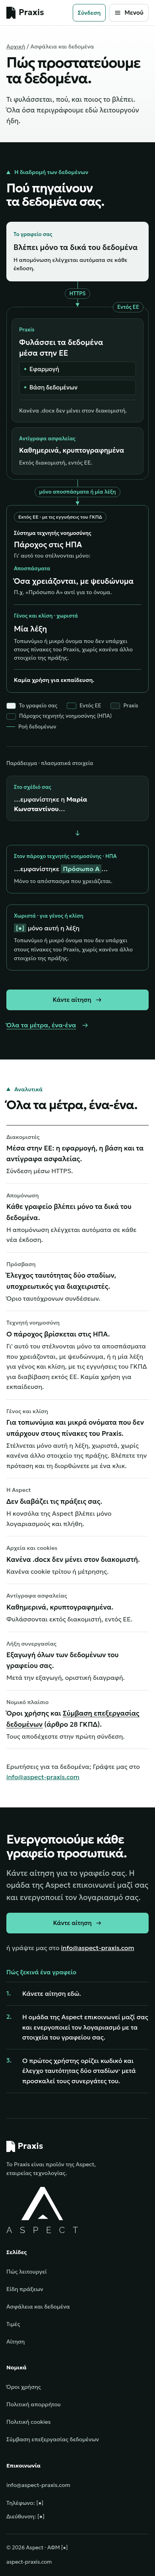 Praxis
Σύνδεση
Μενού
Αρχική / Ασφάλεια και δεδομένα
Πώς προστατεύουμε
τα δεδομένα.
Τι φυλάσσεται, πού, και ποιος το βλέπει.
Όλα όσα περιγράφουμε εδώ λειτουργούν
ήδη.
Η διαδρομή των δεδομένων
Πού πηγαίνουν
τα δεδομένα σας.
Το γραφείο σας
Βλέπει μόνο τα δικά του δεδομένα
Η απομόνωση ελέγχεται αυτόματα σε κάθε
έκδοση.
HTTPS
Εντός ΕΕ
Praxis
Φυλάσσει τα δεδομένα
μέσα στην ΕΕ
Εφαρμογή
Βάση δεδομένων
Κανένα .docx δεν μένει στον διακομιστή.
Αντίγραφα ασφαλείας
Καθημερινά, κρυπτογραφημένα
Εκτός διακομιστή, εντός ΕΕ.
μόνο αποσπάσματα ή μία λέξη
Εκτός ΕΕ · με τις εγγυήσεις του ΓΚΠΔ
Σύστημα τεχνητής νοημοσύνης
Πάροχος στις ΗΠΑ
Γι’ αυτό του στέλνονται μόνο:
Αποσπάσματα
Όσα χρειάζονται, με ψευδώνυμα
Π.χ. «Πρόσωπο Α» αντί για το όνομα.
Γένος και κλίση · χωριστά
Μία λέξη
Τοπωνύμιο ή μικρό όνομα που δεν υπάρχει
στους πίνακες του Praxis, χωρίς κανένα άλλο
στοιχείο της πράξης.
Καμία χρήση για εκπαίδευση.
Το γραφείο σας
Εντός ΕΕ
Praxis
Πάροχος τεχνητής νοημοσύνης (ΗΠΑ)
Ροή δεδομένων
Παράδειγμα · πλασματικά στοιχεία
Στο σχέδιό σας
…εμφανίστηκε η Μαρία
Κωνσταντίνου…
Στον πάροχο τεχνητής νοημοσύνης · ΗΠΑ
…εμφανίστηκε Πρόσωπο Α…
Μόνο το απόσπασμα που χρειάζεται.
Χωριστά · για γένος ή κλίση
[●] μόνο αυτή η λέξη
Τοπωνύμιο ή μικρό όνομα που δεν υπάρχει
στους πίνακες του Praxis, χωρίς κανένα άλλο
στοιχείο της πράξης.
Κάντε αίτηση →
Όλα τα μέτρα, ένα-ένα →
Αναλυτικά
Όλα τα μέτρα, ένα-ένα.
Διακομιστές
Μέσα στην ΕΕ: η εφαρμογή, η βάση και τα
αντίγραφα ασφαλείας.
Σύνδεση μέσω HTTPS.
Απομόνωση
Κάθε γραφείο βλέπει μόνο τα δικά του
δεδομένα.
Η απομόνωση ελέγχεται αυτόματα σε κάθε
νέα έκδοση.
Πρόσβαση
Έλεγχος ταυτότητας δύο σταδίων,
υποχρεωτικός για διαχειριστές.
Όριο ταυτόχρονων συνδέσεων.
Τεχνητή νοημοσύνη
Ο πάροχος βρίσκεται στις ΗΠΑ.
Γι’ αυτό του στέλνονται μόνο τα αποσπάσματα
που χρειάζονται, με ψευδώνυμα, ή η μία λέξη
για γένος και κλίση, με τις εγγυήσεις του ΓΚΠΔ
για διαβίβαση εκτός ΕΕ. Καμία χρήση για
εκπαίδευση.
Γένος και κλίση
Για τοπωνύμια και μικρά ονόματα που δεν
υπάρχουν στους πίνακες του Praxis.
Στέλνεται μόνο αυτή η λέξη, χωριστά, χωρίς
κανένα άλλο στοιχείο της πράξης. Βλέπετε την
πρόταση και τη διορθώνετε με ένα κλικ.
Η Aspect
Δεν διαβάζει τις πράξεις σας.
Η κονσόλα της Aspect βλέπει μόνο
λογαριασμούς και πλήθη.
Αρχεία και cookies
Κανένα .docx δεν μένει στον διακομιστή.
Κανένα cookie τρίτου ή μέτρησης.
Αντίγραφα ασφαλείας
Καθημερινά, κρυπτογραφημένα.
Φυλάσσονται εκτός διακομιστή, εντός ΕΕ.
Λήξη συνεργασίας
Εξαγωγή όλων των δεδομένων του
γραφείου σας.
Μετά την εξαγωγή, οριστική διαγραφή.
Νομικό πλαίσιο
Όροι χρήσης και Σύμβαση επεξεργασίας
δεδομένων (άρθρο 28 ΓΚΠΔ).
Τους αποδέχεστε στην πρώτη σύνδεση.
Ερωτήσεις για τα δεδομένα; Γράψτε μας στο
info@aspect-praxis.com
Ενεργοποιούμε κάθε
γραφείο προσωπικά.
Κάντε αίτηση για το γραφείο σας. Η
ομάδα της Aspect επικοινωνεί μαζί σας
και ενεργοποιεί τον λογαριασμό σας.
Κάντε αίτηση →
ή γράψτε μας στο info@aspect-praxis.com
Πώς ξεκινά ένα γραφείο
1. Κάνετε αίτηση εδώ.
2. Η ομάδα της Aspect επικοινωνεί μαζί σας
και ενεργοποιεί τον λογαριασμό με τα
στοιχεία του γραφείου σας.
3. Ο πρώτος χρήστης ορίζει κωδικό και
έλεγχο ταυτότητας δύο σταδίων· μετά
προσκαλεί τους συνεργάτες του.
Praxis
Το Praxis είναι προϊόν της Aspect,
εταιρείας τεχνολογίας.
ASPECT
Σελίδες
Πώς λειτουργεί
Είδη πράξεων
Ασφάλεια και δεδομένα
Τιμές
Αίτηση
Νομικά
Όροι χρήσης
Πολιτική απορρήτου
Πολιτική cookies
Σύμβαση επεξεργασίας δεδομένων
Επικοινωνία
info@aspect-praxis.com
Τηλέφωνο: [●]
Διεύθυνση: [●]
© 2026 Aspect · ΑΦΜ [●]
aspect-praxis.com